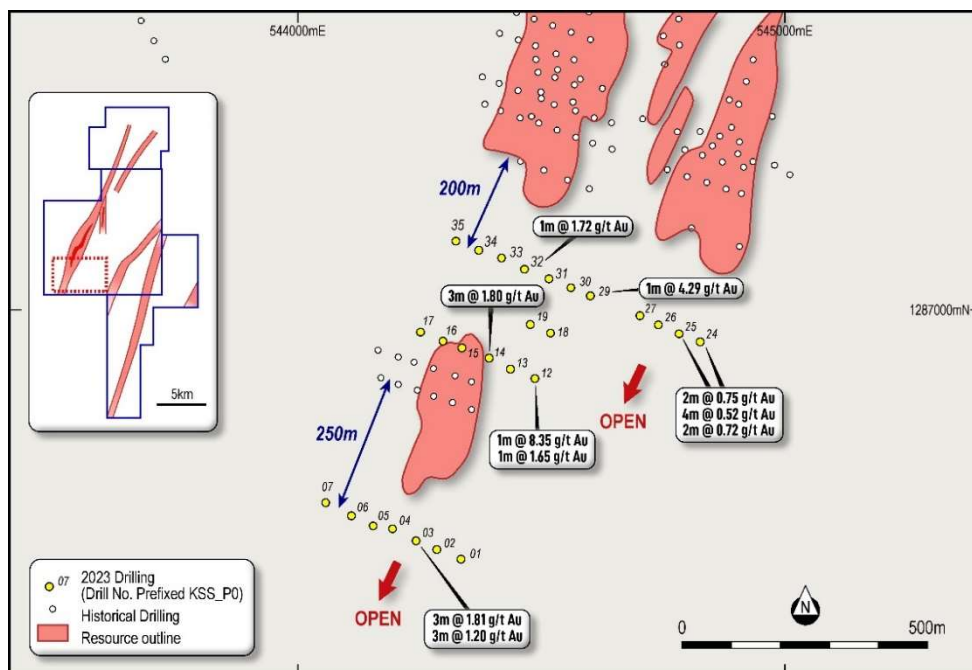 544000mE
545000mE
200m
35
34
33
32
31
30
29
1m @ 1.72 g/t Au
1m @ 4.29 g/t Au
3m @ 1.80 g/t Au
1287000mN
27
26
25
24
19
18
17
16
15
14
13
12
2m @ 0.75 g/t Au
4m @ 0.52 g/t Au
2m @ 0.72 g/t Au
OPEN
5km
250m
1m @ 8.35 g/t Au
1m @ 1.65 g/t Au
07
06
05
04
03
02
01
OPEN
3m @ 1.81 g/t Au
3m @ 1.20 g/t Au
07 2023 Drilling
(Drill No. Prefixed KSS_P0)
Historical Drilling
Resource outline
N
0 500m